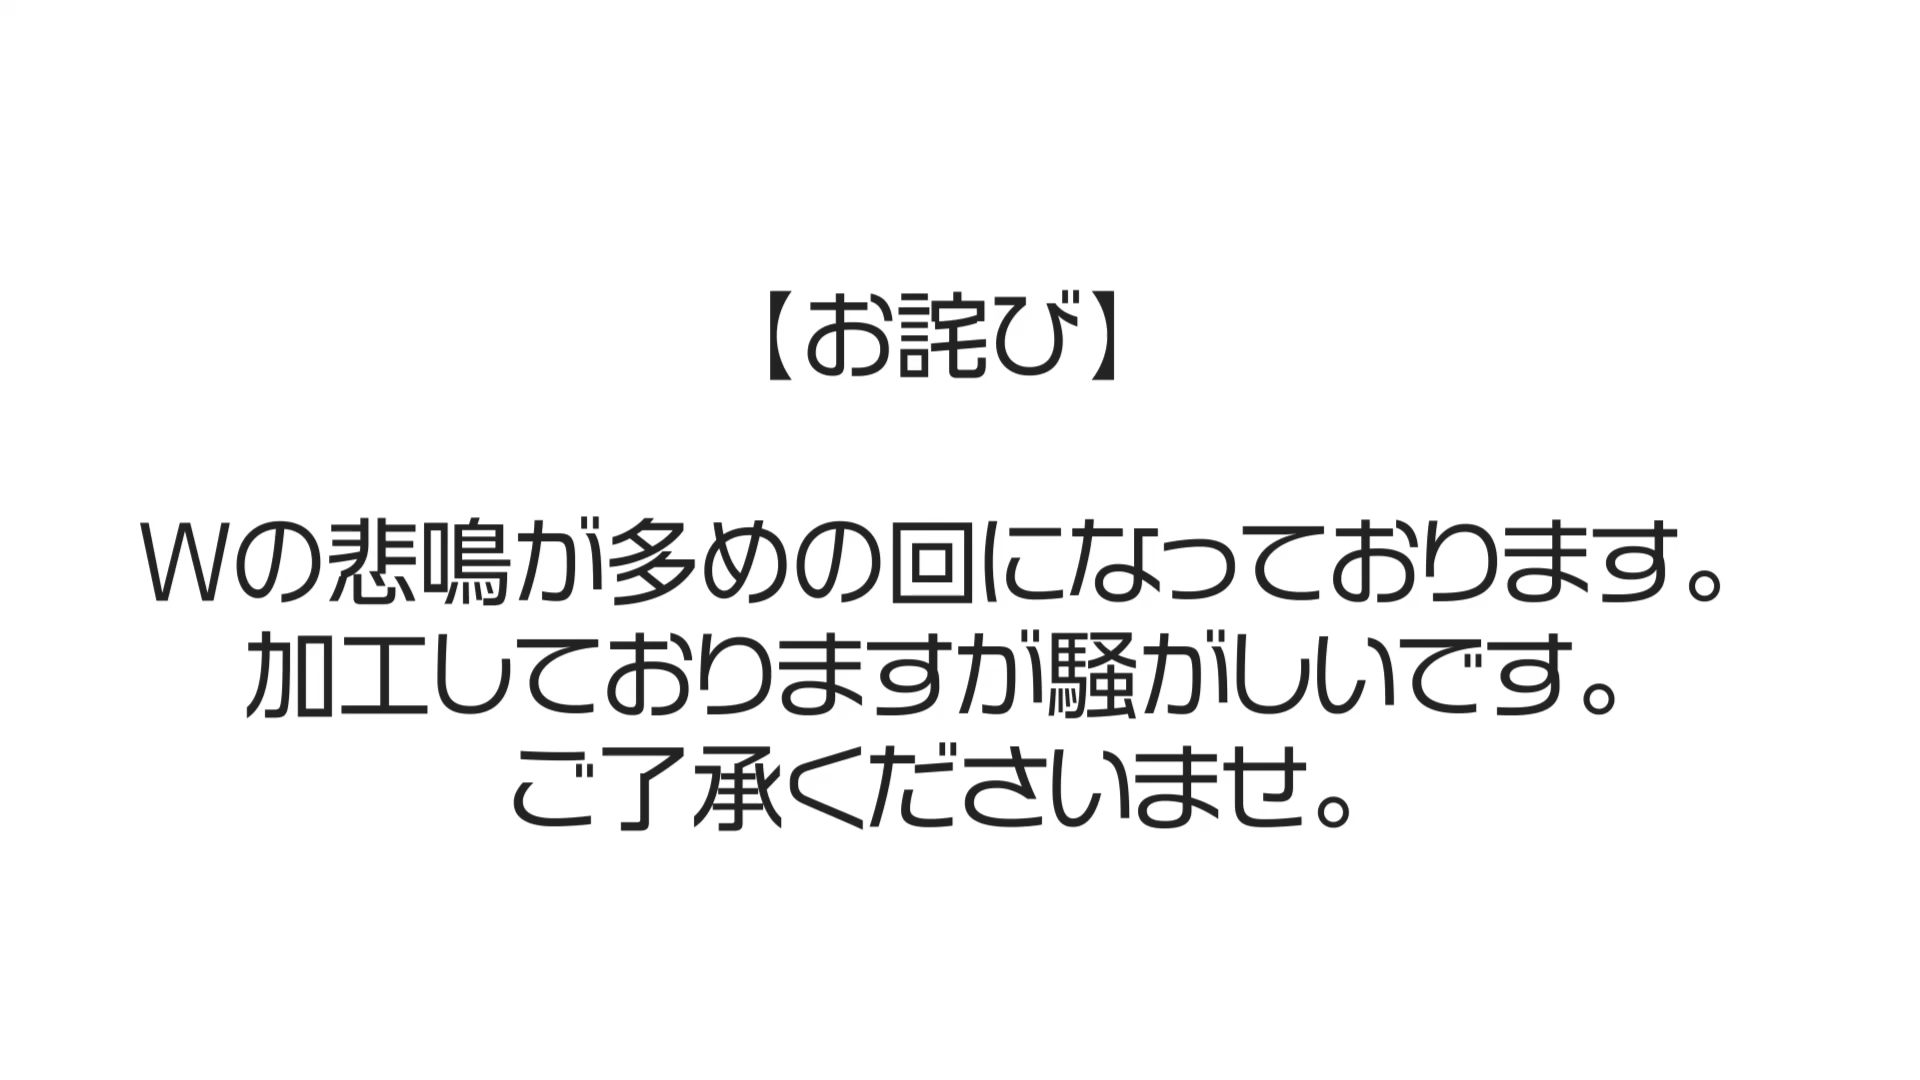 【お詫び】
Wの悲鳴が多めの回になっております。
加工しておりますが騒がしいです。
ご了承くださいませ。